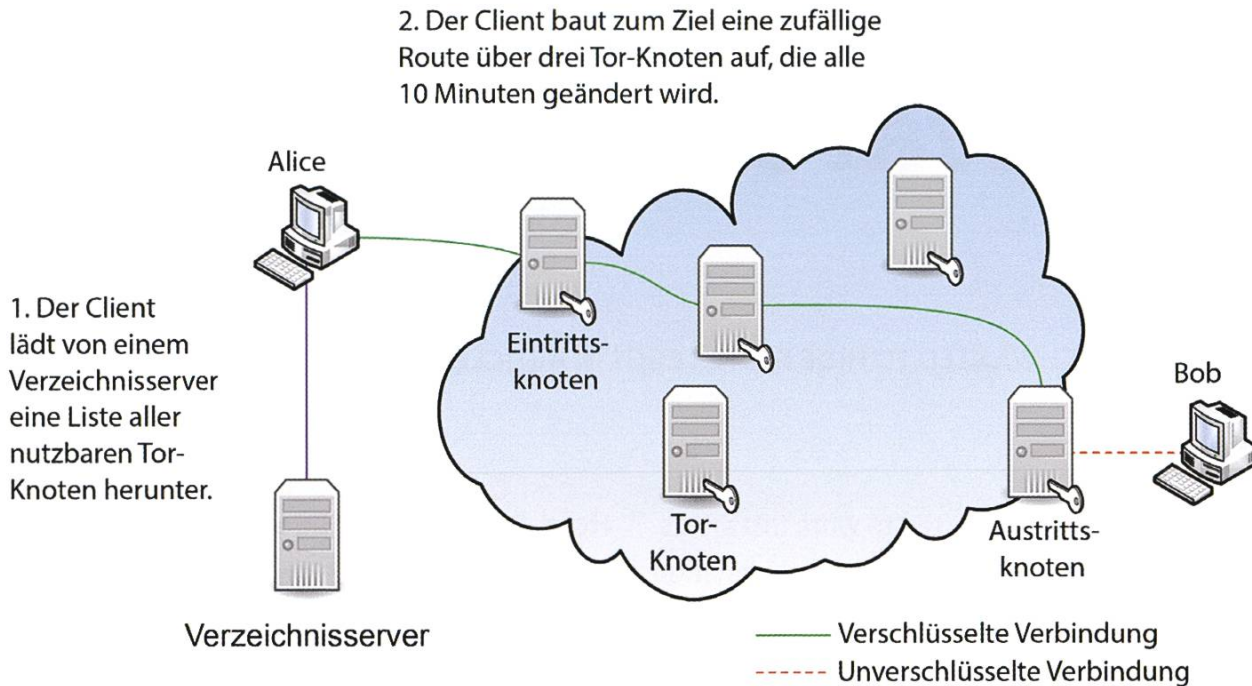 2. Der Client baut zum Ziel eine zufällige
Route über drei Tor-Knoten auf, die alle
10 Minuten geändert wird.
Alice
1. Der Client
lädt von einem
Verzeichnisserver
eine Liste aller
nutzbaren Tor-
Knoten herunter.
Eintritts-
knoten
Tor-
Knoten
Austritts-
knoten
Bob
Verzeichnisserver
Verschlüsselte Verbindung
Unverschlüsselte Verbindung